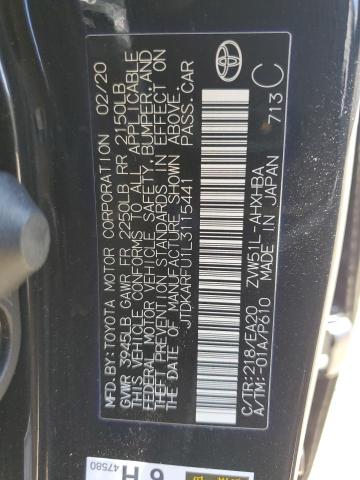 MFD.BY:TOYOTA MOTOR CORPORATION 02/20
GVWR 3945LB GAWR FR 2250LB RR 2150LB
THIS VEHICLE CONFORMS TO ALL APPLICABLE
FEDERAL MOTOR VEHICLE SAFETY, BUMPER, AND
THEFT PREVENTION STANDARDS IN EFFECT ON
THE DATE OF MANUFACTURE SHOWN ABOVE.
JTDKARFU1L3115441 PASS.CAR
C/TR:218/EA20 ZVW51L-AHXHBA
A/TM:-01A/P610 MADE IN JAPAN 713 C
TOYOTA
47580
H 6